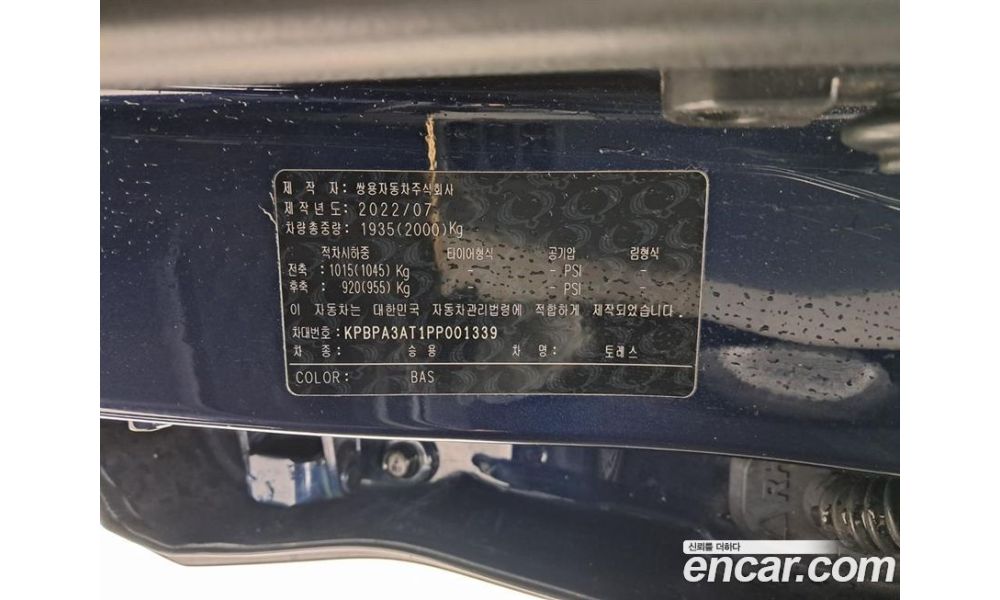 제 작 자: 쌍용자동차주식회사
제작년도: 2022/07
차량총중량: 1935(2000)Kg
적차시하중 타이어형식 공기압 림형식
전축: 1015(1045) Kg - - PSI -
후축: 920(955) Kg - - PSI -
이 자동차는 대한민국 자동차관리법령에 적합하게 제작되었습니다.
차대번호: KPBPA3AT1PP001339
차 종: 승용 차 명: 토레스
COLOR: BAS
신뢰를 더하다
encar.com